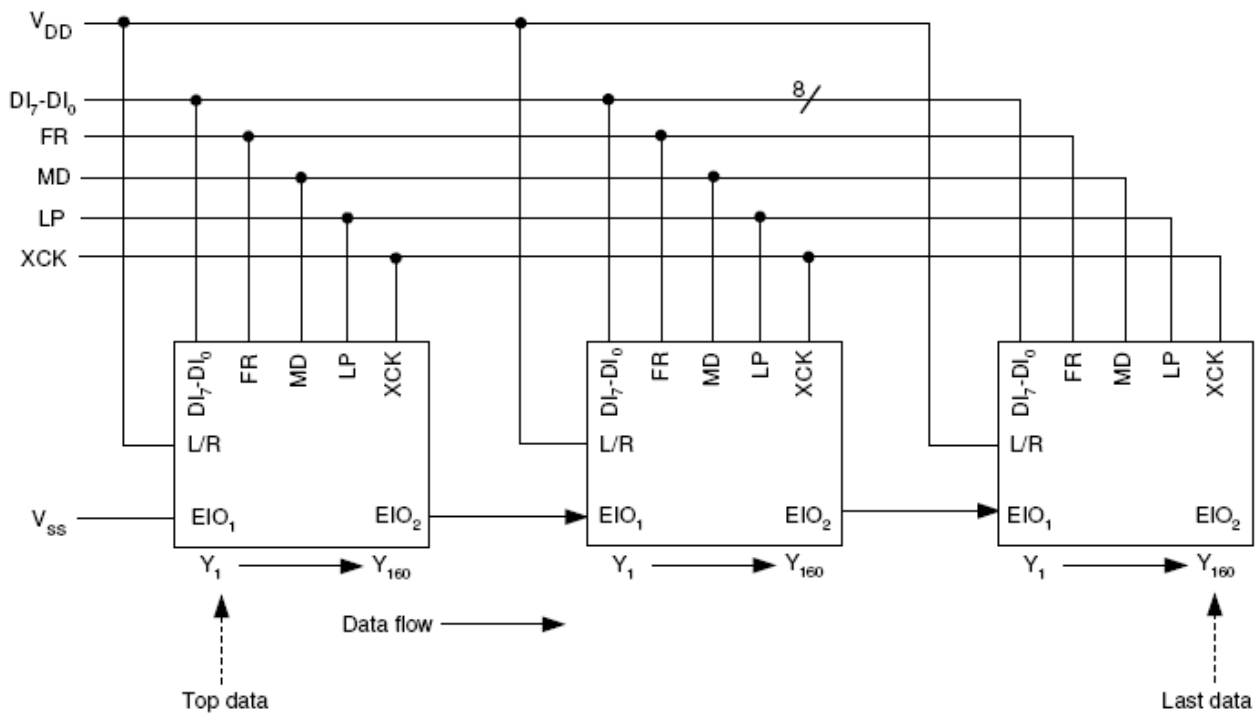 V_DD
DI₇-DI₀
8
FR
MD
LP
XCK
DI₇-DI₀ FR MD LP XCK
DI₇-DI₀ FR MD LP XCK
DI₇-DI₀ FR MD LP XCK
L/R
L/R
L/R
V_SS
EIO₁ EIO₂
EIO₁ EIO₂
EIO₁ EIO₂
Y₁ Y₁₆₀
Y₁ Y₁₆₀
Y₁ Y₁₆₀
Data flow
Top data
Last data